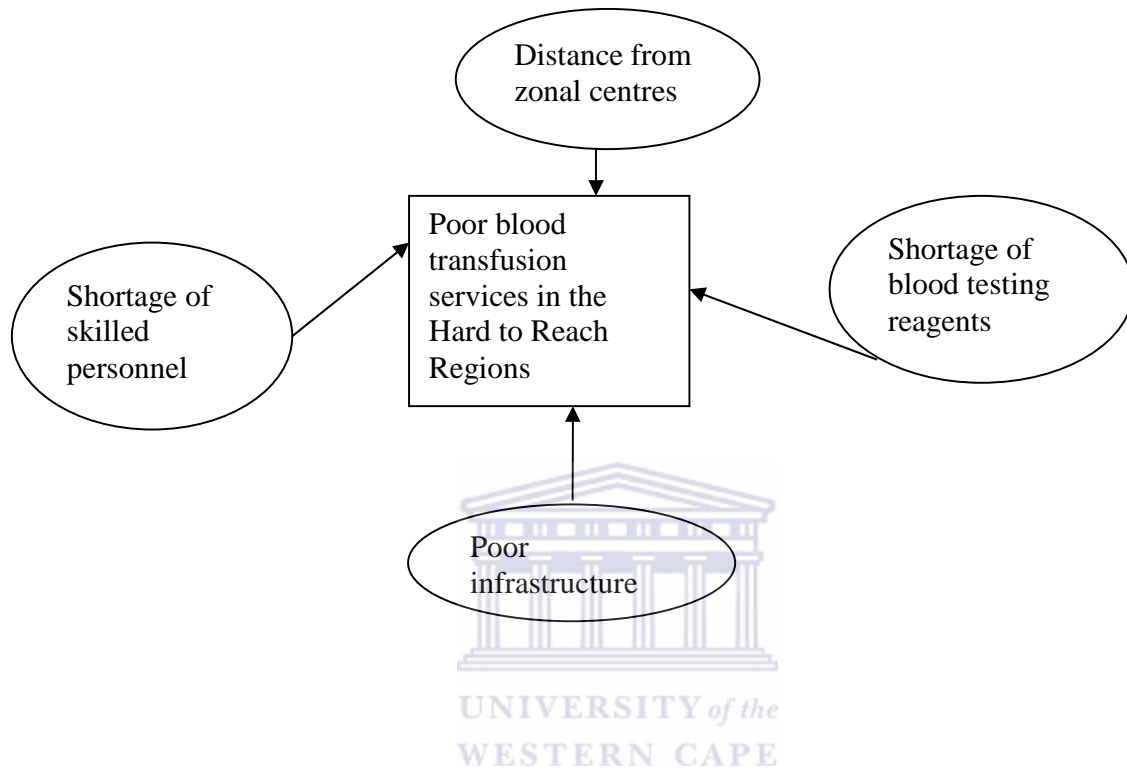 Distance from
zonal centres
Poor blood
transfusion
services in the
Hard to Reach
Regions
Shortage of
skilled
personnel
Shortage of
blood testing
reagents
Poor
infrastructure
UNIVERSITY of the
WESTERN CAPE